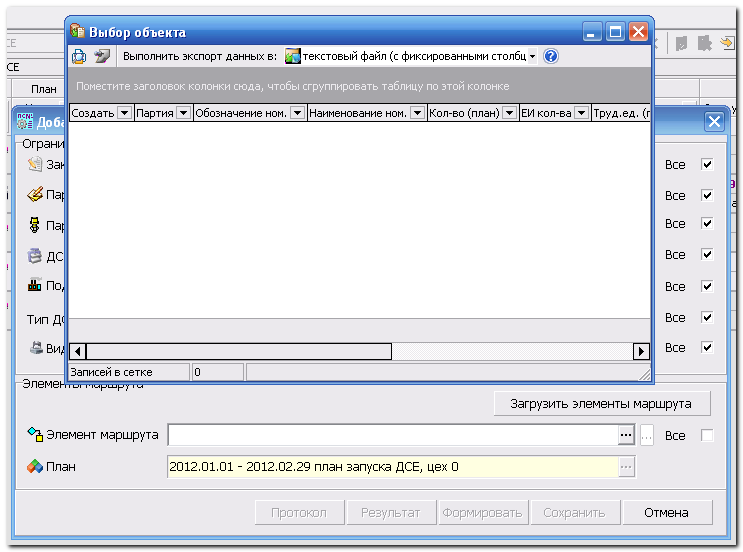 Выбор объекта
Выполнить экспорт данных в: текстовый файл (с фиксированными столбц
Поместите заголовок колонки сюда, чтобы сгруппировать таблицу по этой колонке
Создать Партия Обозначение ном. Наименование ном. Кол-во (план) ЕИ кол-ва Труд.ед. (п
Записей в сетке 0
СЕ
План
Доба
Ограни
Зак Все
Пар Все
Пар Все
ДС Все
Под Все
Тип ДС Все
Вид Все
Элементы маршрута
Загрузить элементы маршрута
Элемент маршрута ... ... Все
План 2012.01.01 - 2012.02.29 план запуска ДСЕ, цех 0 ...
Протокол Результат Формировать Сохранить Отмена